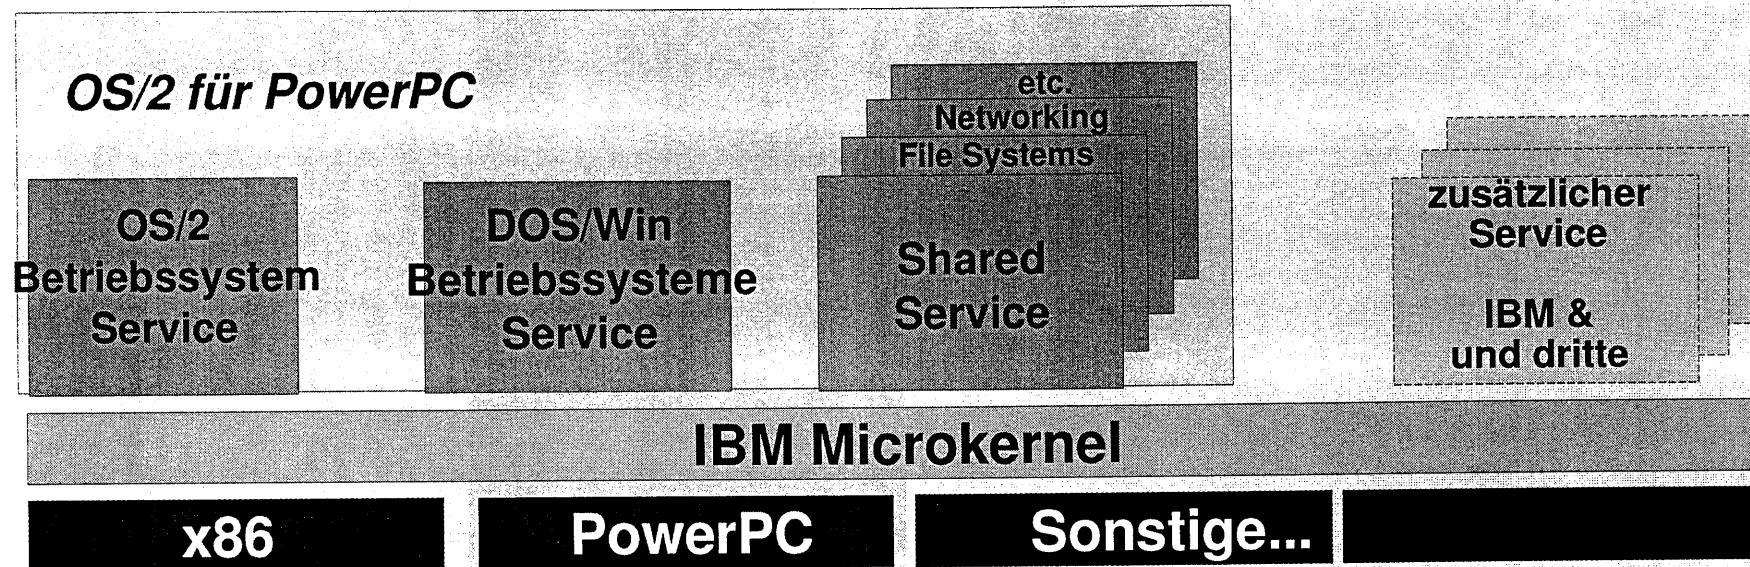 OS/2 für PowerPC
etc.
Networking
File Systems
OS/2
Betriebssystem
Service
DOS/Win
Betriebssysteme
Service
Shared
Service
zusätzlicher
Service
IBM &
und dritte
IBM Microkernel
x86
PowerPC
Sonstige...